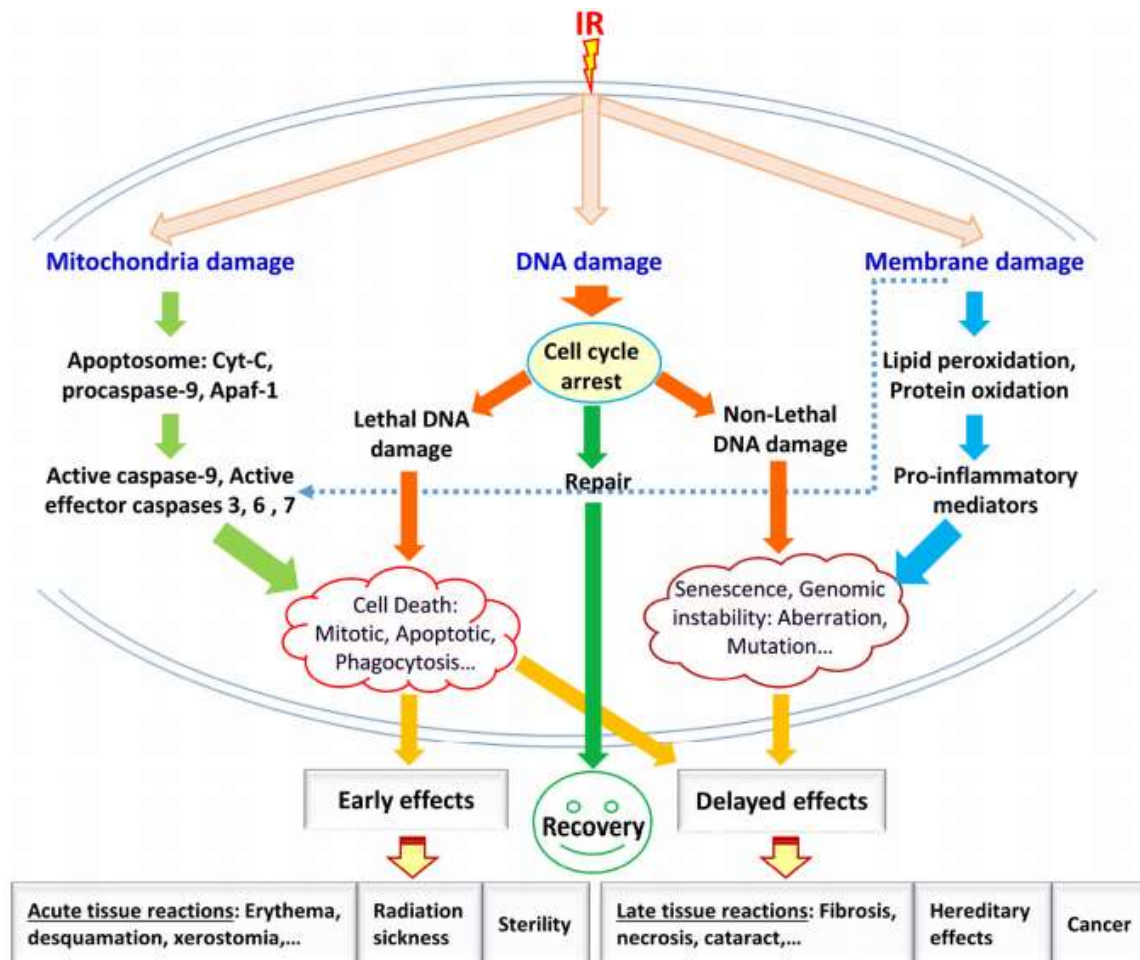 IR
Mitochondria damage
DNA damage
Membrane damage
Apoptosome: Cyt-C,
procaspase-9, Apaf-1
Cell cycle
arrest
Lipid peroxidation,
Protein oxidation
Lethal DNA
damage
Non-Lethal
DNA damage
Active caspase-9, Active
effector caspases 3, 6 , 7
Repair
Pro-inflammatory
mediators
Cell Death:
Mitotic, Apoptotic,
Phagocytosis...
Senescence, Genomic
instability: Aberration,
Mutation...
Early effects
Recovery
Delayed effects
Acute tissue reactions: Erythema,
desquamation, xerostomia,...
Radiation
sickness
Sterility
Late tissue reactions: Fibrosis,
necrosis, cataract,...
Hereditary
effects
Cancer